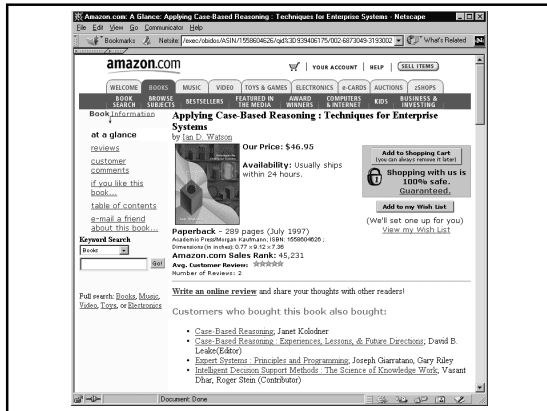 Amazon.com: A Glance: Applying Case-Based Reasoning : Techniques for Enterprise Systems - Netscape
File Edit View Go Communicator Help
Bookmarks Netsite: /exec/obidos/ASIN/1558604626/qid%3D939406175/002-6873049-3193002 What's Related
amazon.com
YOUR ACCOUNT | HELP | SELL ITEMS
WELCOME BOOKS MUSIC VIDEO TOYS & GAMES ELECTRONICS e-CARDS AUCTIONS zSHOPS
BOOK SEARCH BROWSE SUBJECTS BESTSELLERS FEATURED IN THE MEDIA AWARD WINNERS COMPUTERS & INTERNET KIDS BUSINESS & INVESTING
Book Information
at a glance
reviews
customer comments
if you like this book...
table of contents
e-mail a friend about this book...
Keyword Search
Books
Go!
Full search: Books, Music, Video, Toys, or Electronics
Applying Case-Based Reasoning : Techniques for Enterprise Systems
by Ian D. Watson
Our Price: $46.95
Availability: Usually ships within 24 hours.
Add to Shopping Cart
(you can always remove it later)
Shopping with us is 100% safe.
Guaranteed.
Add to my Wish List
(We'll set one up for you)
View my Wish List
Paperback - 289 pages (July 1997)
Academic Press/Morgan Kaufmann; ISBN: 1558604626 ;
Dimensions (in inches): 0.77 x 9.12 x 7.36
Amazon.com Sales Rank: 45,231
Avg. Customer Review:
Number of Reviews: 2
Write an online review and share your thoughts with other readers!
Customers who bought this book also bought:
• Case-Based Reasoning; Janet Kolodner
• Case-Based Reasoning : Experiences, Lessons, & Future Directions; David B. Leake(Editor)
• Expert Systems : Principles and Programming; Joseph Giarratano, Gary Riley
• Intelligent Decision Support Methods : The Science of Knowledge Work; Vasant Dhar, Roger Stein (Contributor)
Document: Done